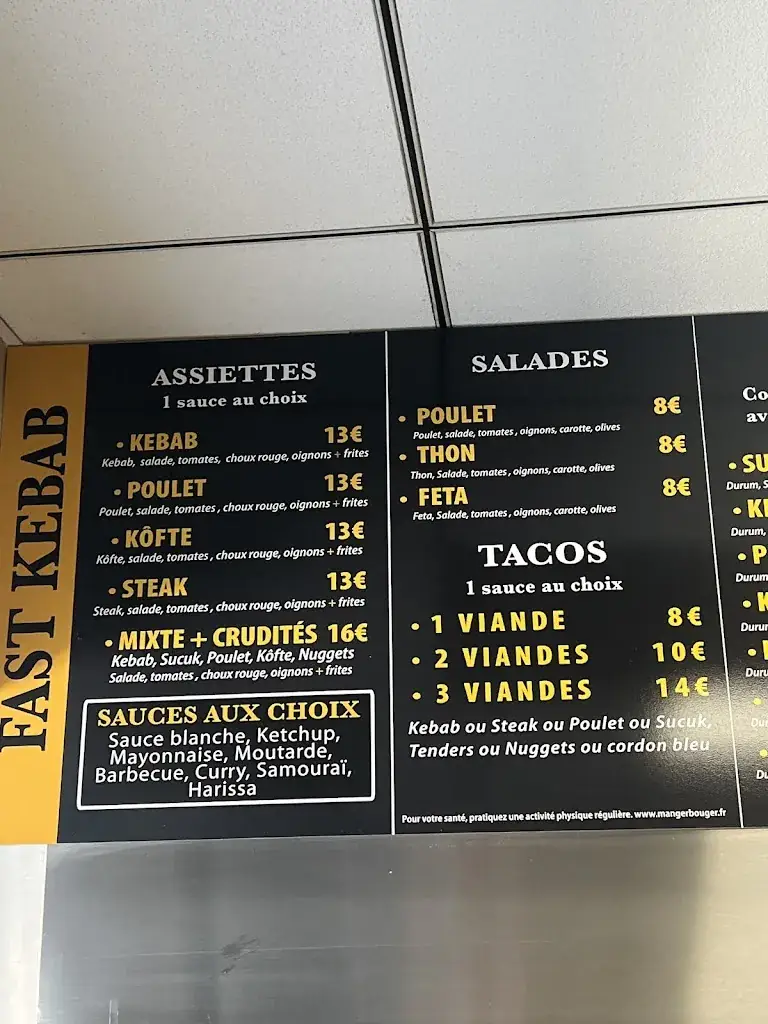 FAST KEBAB
ASSIETTES
1 sauce au choix
• KEBAB 13€
Kebab, salade, tomates, choux rouge, oignons + frites
• POULET 13€
Poulet, salade, tomates, choux rouge, oignons + frites
• KÔFTE 13€
Kôfte, salade, tomates, choux rouge, oignons + frites
• STEAK 13€
Steak, salade, tomates, choux rouge, oignons + frites
• MIXTE + CRUDITÉS 16€
Kebab, Sucuk, Poulet, Kôfte, Nuggets
Salade, tomates, choux rouge, oignons + frites
SAUCES AUX CHOIX
Sauce blanche, Ketchup,
Mayonnaise, Moutarde,
Barbecue, Curry, Samouraï,
Harissa
SALADES
• POULET 8€
Poulet, salade, tomates, oignons, carotte, olives
• THON 8€
Thon, Salade, tomates, oignons, carotte, olives
• FETA 8€
Feta, Salade, tomates, oignons, carotte, olives
TACOS
1 sauce au choix
• 1 VIANDE 8€
• 2 VIANDES 10€
• 3 VIANDES 14€
Kebab ou Steak ou Poulet ou Sucuk,
Tenders ou Nuggets ou cordon bleu
Pour votre santé, pratiquez une activité physique régulière. www.mangerbouger.fr
Durum,
Durum,
Durum